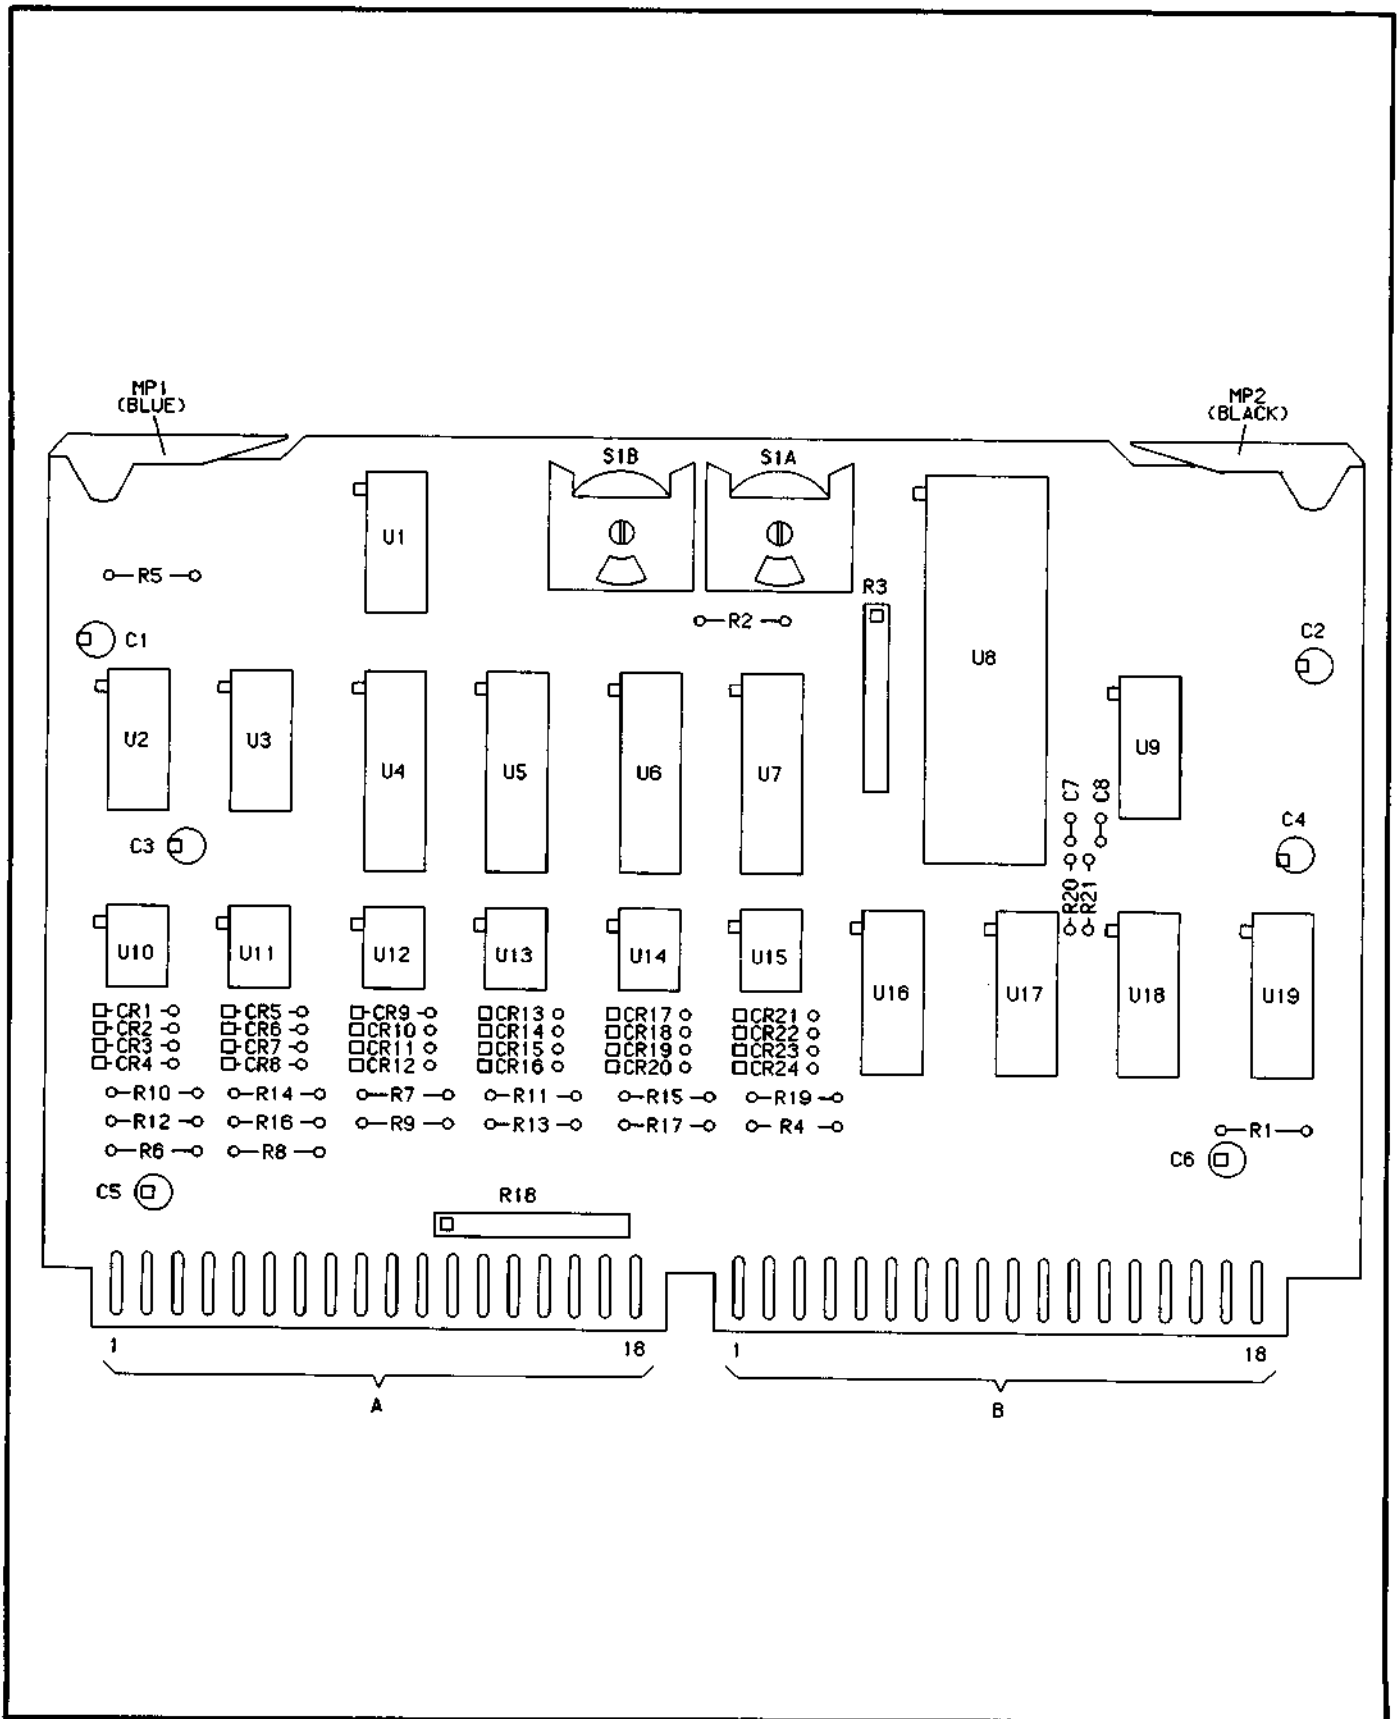 MP1
(BLUE)
MP2
(BLACK)
S1B
S1A
U1
R5
R3
R2
C1
C2
U8
U2
U3
U4
U5
U6
U7
U9
C7
C8
C3
C4
R20
R21
U10
U11
U12
U13
U14
U15
U16
U17
U18
U19
CR1 CR5 CR9 CR13 CR17 CR21
CR2 CR6 CR10 CR14 CR18 CR22
CR3 CR7 CR11 CR15 CR19 CR23
CR4 CR8 CR12 CR16 CR20 CR24
R10 R14 R7 R11 R15 R19
R12 R16 R9 R13 R17 R4
R1
R6 R8
C6
C5
R18
1 18 1 18
A
B